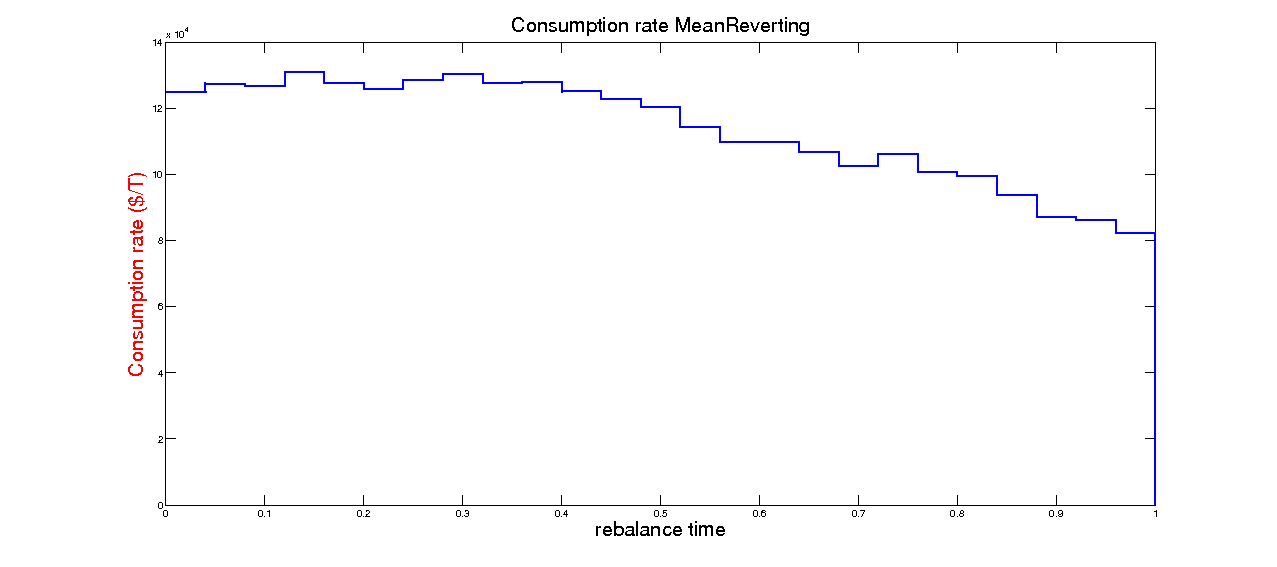 Consumption rate MeanReverting
x 10^4
14
12
10
8
6
4
2
0
Consumption rate ($/T)
0 0.1 0.2 0.3 0.4 0.5 0.6 0.7 0.8 0.9 1
rebalance time